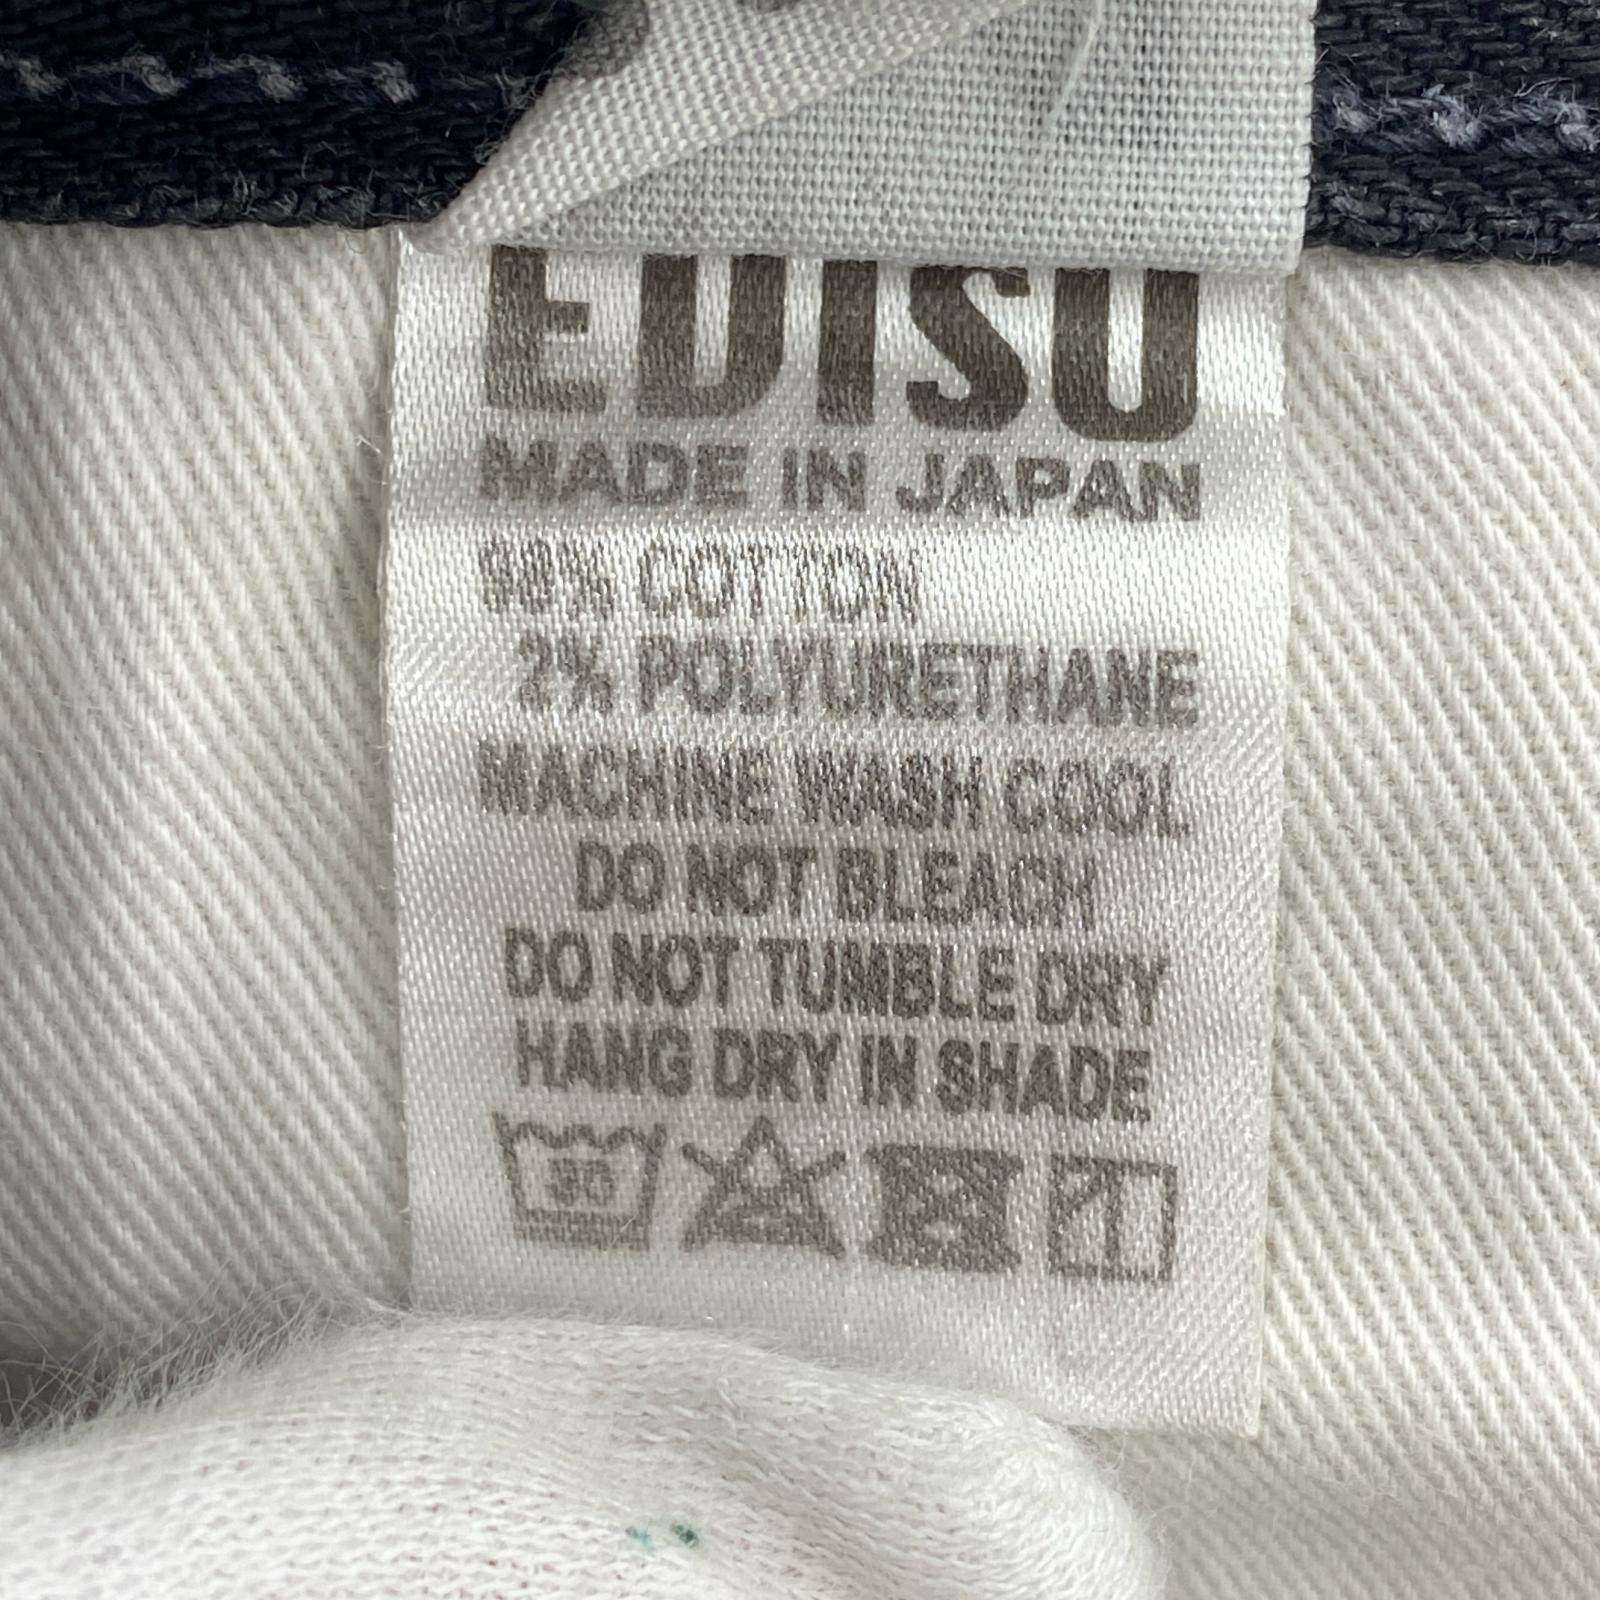 EDISU
MADE IN JAPAN
98% COTTON
2% POLYURETHANE
MACHINE WASH COOL
DO NOT BLEACH
DO NOT TUMBLE DRY
HANG DRY IN SHADE
30